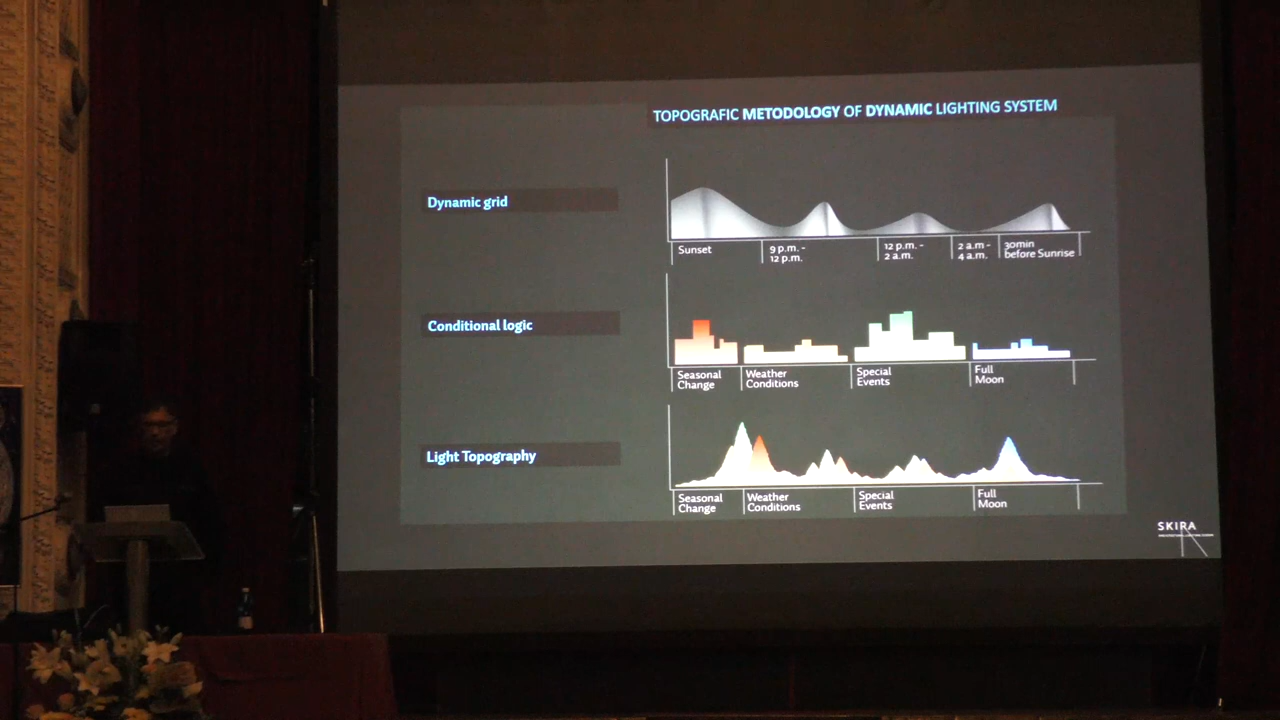 TOPOGRAFIC METODOLOGY OF DYNAMIC LIGHTING SYSTEM
Dynamic grid
Sunset
9 p.m. -
12 p.m.
12 p.m. -
2 a.m.
2 a.m -
4 a.m.
30min
before Sunrise
Conditional logic
Seasonal
Change
Weather
Conditions
Special
Events
Full
Moon
Light Topography
Seasonal
Change
Weather
Conditions
Special
Events
Full
Moon
SKIRA